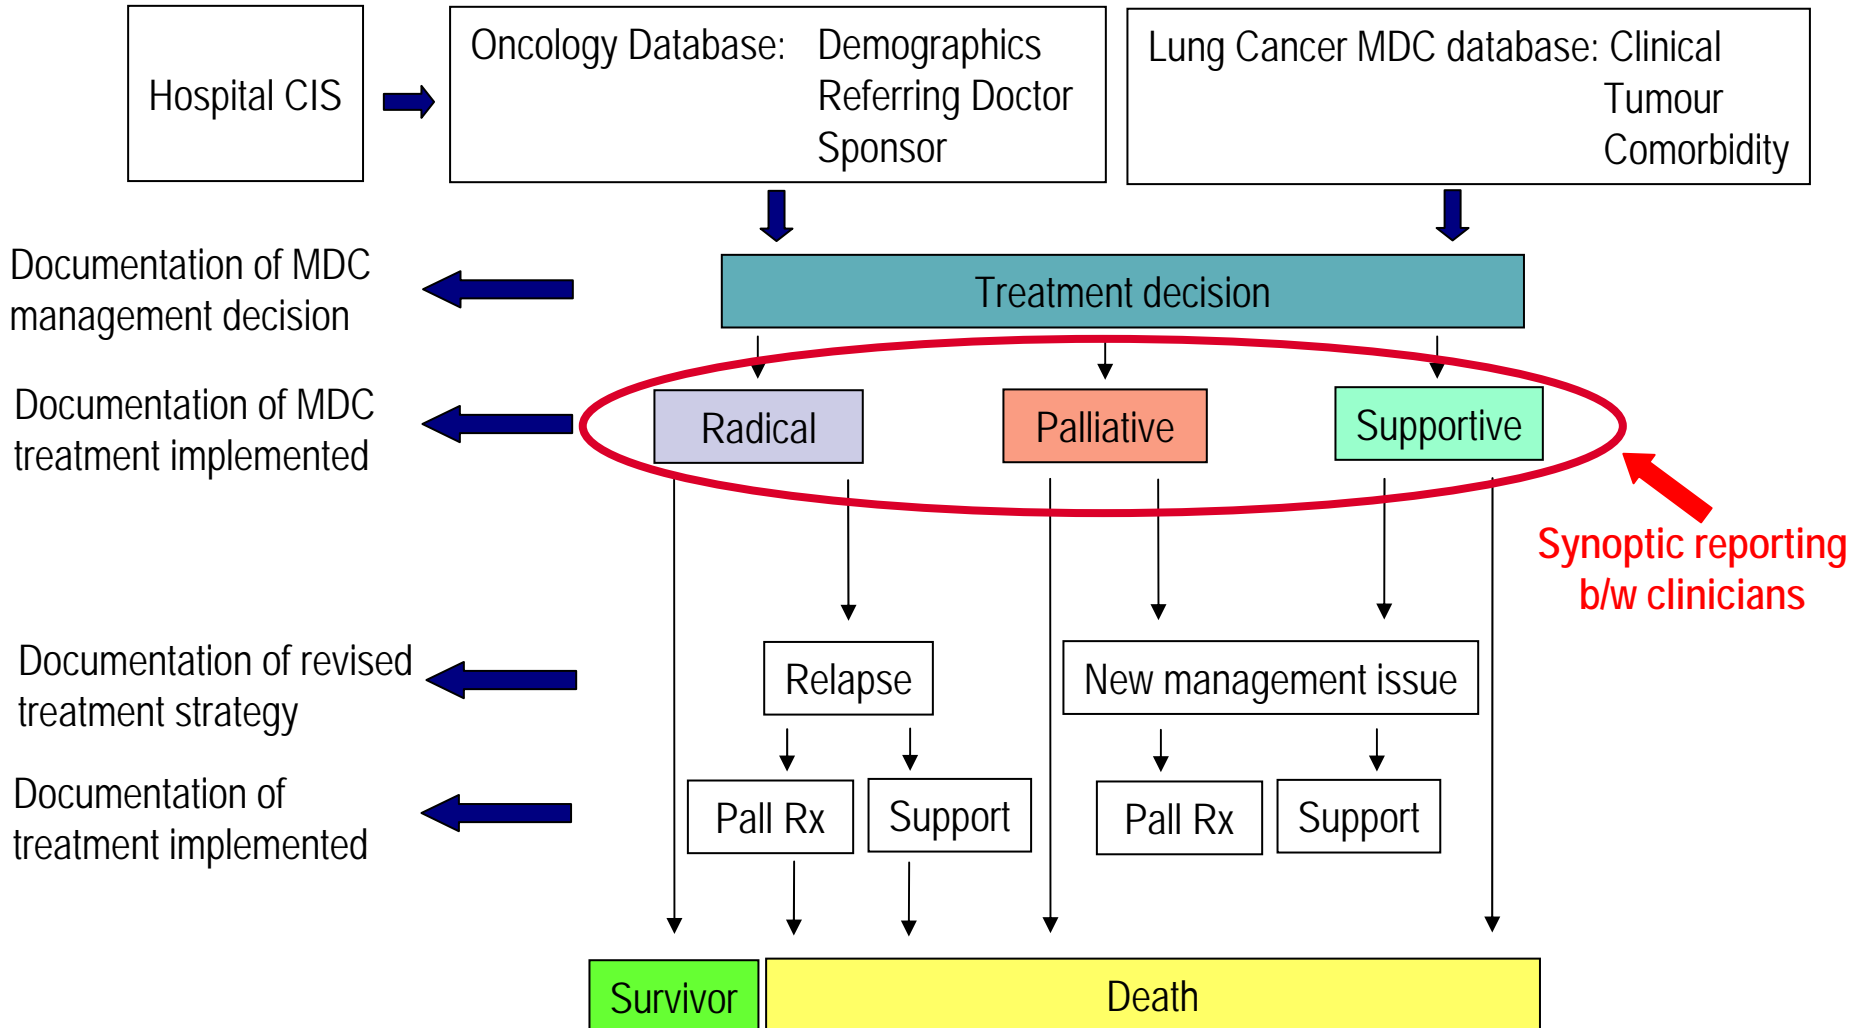 Hospital CIS
Oncology Database: Demographics
Referring Doctor
Sponsor
Lung Cancer MDC database: Clinical
Tumour
Comorbidity
Documentation of MDC
management decision
Treatment decision
Documentation of MDC
treatment implemented
Radical
Palliative
Supportive
Synoptic reporting
b/w clinicians
Documentation of revised
treatment strategy
Relapse
New management issue
Documentation of
treatment implemented
Pall Rx
Support
Pall Rx
Support
Survivor
Death